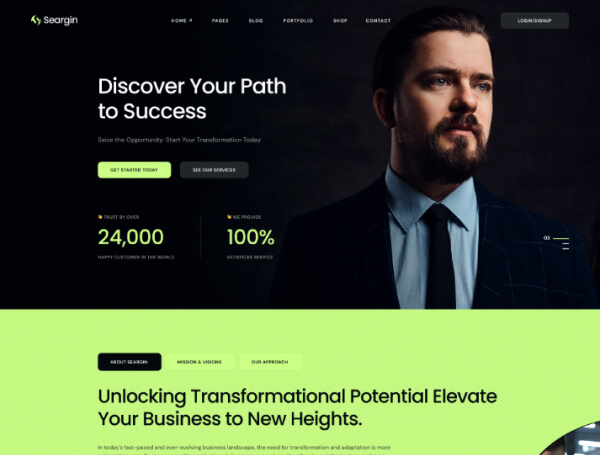 Seargin
HOME PAGES BLOG PORTFOLIO SHOP CONTACT
LOGIN/SIGNUP
Discover Your Path
to Success
Seize the Opportunity: Start Your Transformation Today
GET STARTED TODAY
SEE OUR SERVICES
TRUST BY OVER
24,000
HAPPY CUSTOMER IN THE WORLD
WE PROVIDE
100%
SATISFIED SERVICE
02
ABOUT SEARGIN
MISSION & VISIONS
OUR APPROACH
Unlocking Transformational Potential Elevate
Your Business to New Heights.
In today's fast-paced and ever-evolving business landscape, the need for transformation and adaptation is more